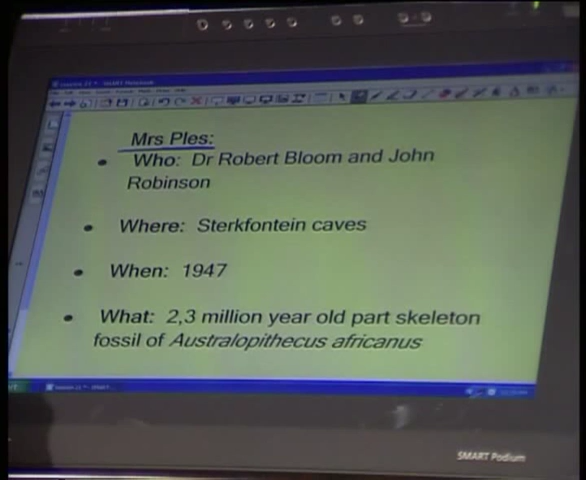 Mrs Ples:
• Who: Dr Robert Bloom and John
Robinson
• Where: Sterkfontein caves
• When: 1947
• What: 2,3 million year old part skeleton
fossil of Australopithecus africanus
SMART Podium